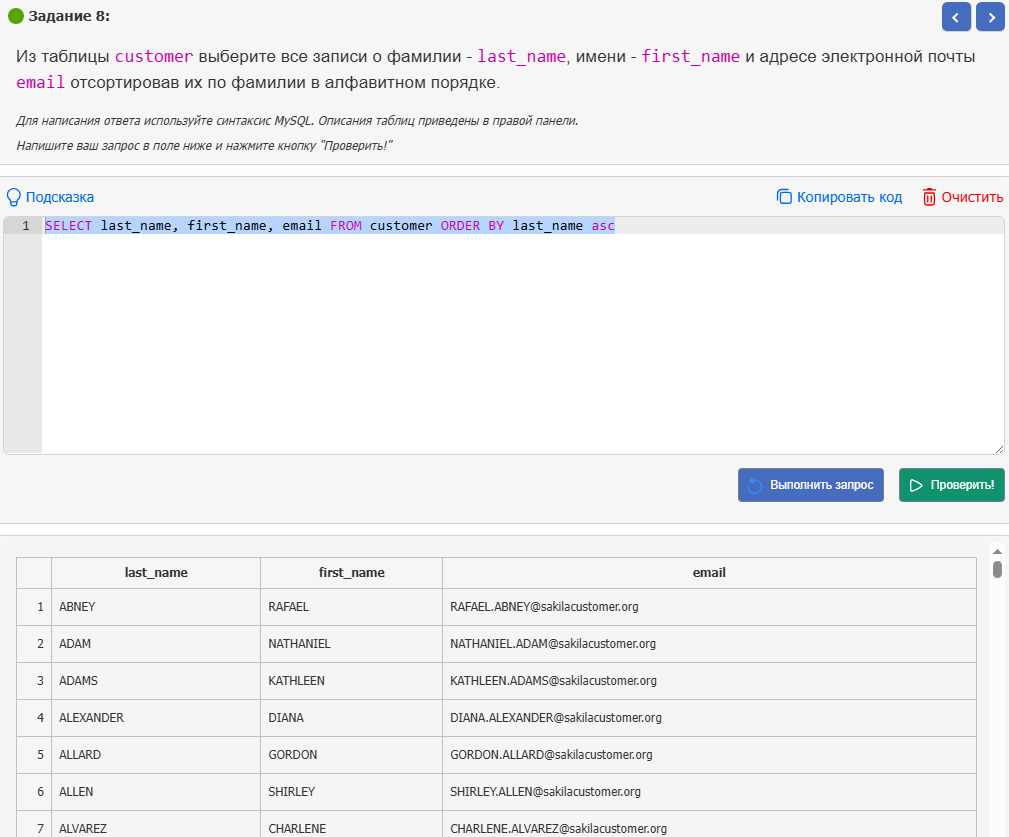 Задание 8:
Из таблицы customer выберите все записи о фамилии - last_name, имени - first_name и адресе электронной почты
email отсортировав их по фамилии в алфавитном порядке.
Для написания ответа используйте синтаксис MySQL. Описания таблиц приведены в правой панели.
Напишите ваш запрос в поле ниже и нажмите кнопку "Проверить!"
Подсказка Копировать код Очистить
1 SELECT last_name, first_name, email FROM customer ORDER BY last_name asc
Выполнить запрос Проверить!
last_name first_name email
1 ABNEY RAFAEL RAFAEL.ABNEY@sakilacustomer.org
2 ADAM NATHANIEL NATHANIEL.ADAM@sakilacustomer.org
3 ADAMS KATHLEEN KATHLEEN.ADAMS@sakilacustomer.org
4 ALEXANDER DIANA DIANA.ALEXANDER@sakilacustomer.org
5 ALLARD GORDON GORDON.ALLARD@sakilacustomer.org
6 ALLEN SHIRLEY SHIRLEY.ALLEN@sakilacustomer.org
7 ALVAREZ CHARLENE CHARLENE.ALVAREZ@sakilacustomer.org